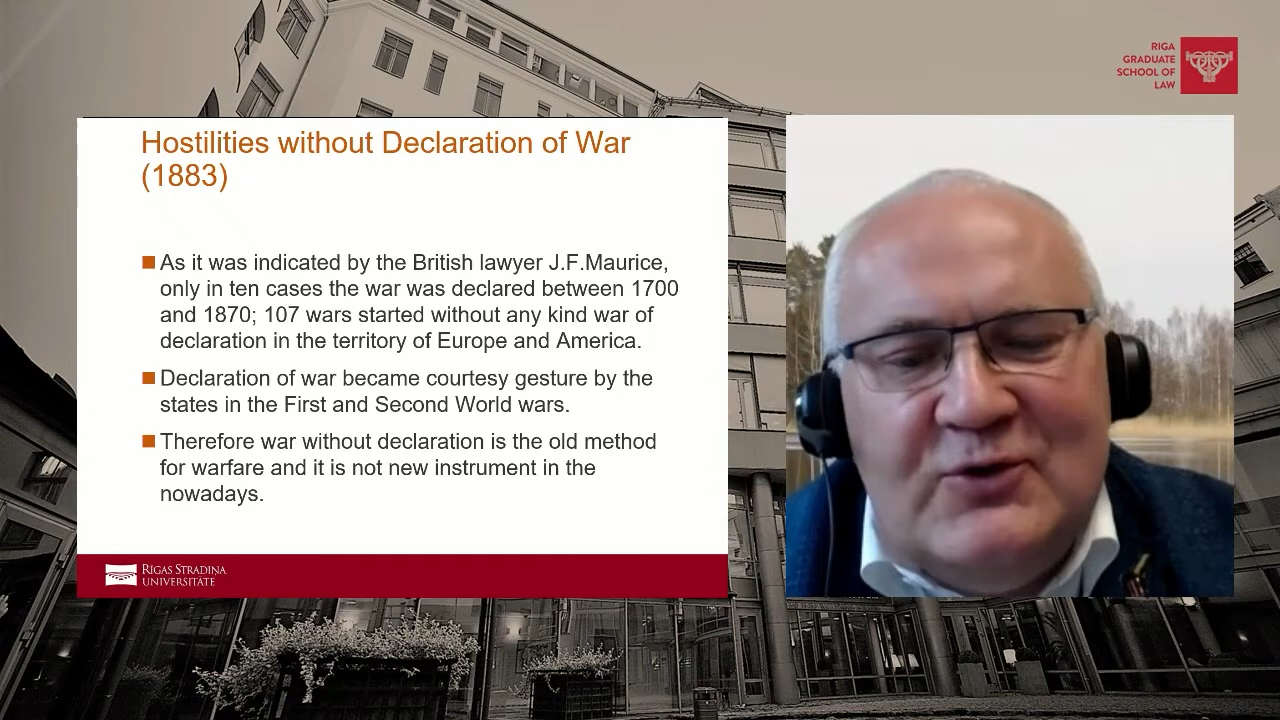 RIGA
GRADUATE
SCHOOL OF
LAW
Hostilities without Declaration of War
(1883)
As it was indicated by the British lawyer J.F.Maurice,
only in ten cases the war was declared between 1700
and 1870; 107 wars started without any kind war of
declaration in the territory of Europe and America.
Declaration of war became courtesy gesture by the
states in the First and Second World wars.
Therefore war without declaration is the old method
for warfare and it is not new instrument in the
nowadays.
RĪGAS STRADIŅA
UNIVERSITĀTE